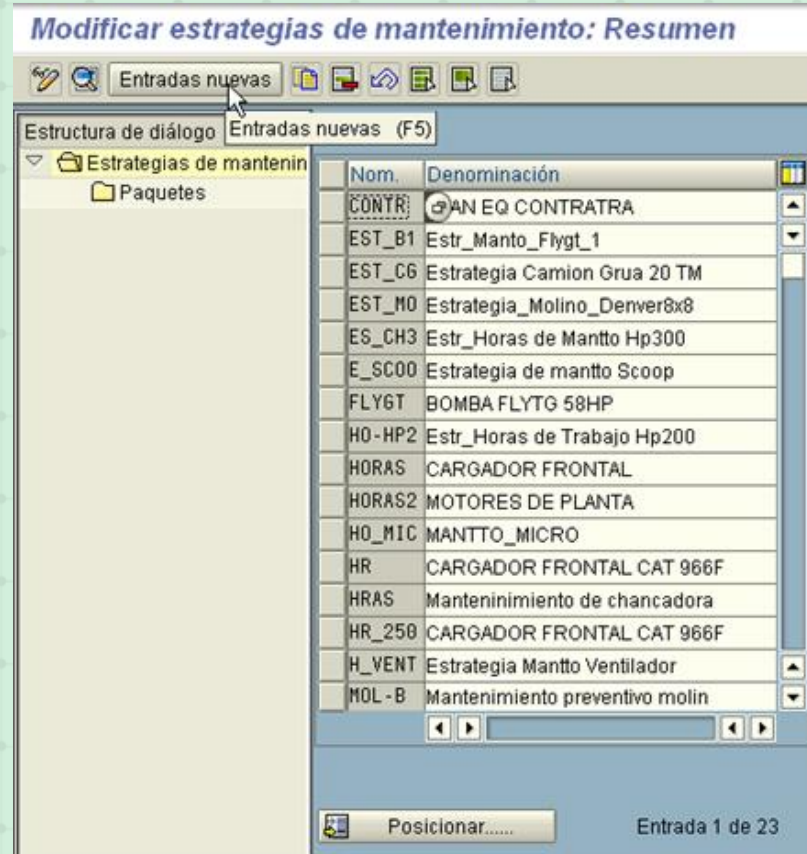 Modificar estrategias de mantenimiento: Resumen
Entradas nuevas
Estructura de diálogo
Entradas nuevas (F5)
Estrategias de mantenin
Paquetes
Nom. Denominación
CONTR AN EQ CONTRATRA
EST_B1 Estr_Manto_Flygt_1
EST_CG Estrategia Camion Grua 20 TM
EST_MO Estrategia_Molino_Denver8x8
ES_CH3 Estr_Horas de Mantto Hp300
E_SCOO Estrategia de mantto Scoop
FLYGT BOMBA FLYTG 58HP
HO-HP2 Estr_Horas de Trabajo Hp200
HORAS CARGADOR FRONTAL
HORAS2 MOTORES DE PLANTA
HO_MIC MANTTO_MICRO
HR CARGADOR FRONTAL CAT 966F
HRAS Manteninimiento de chancadora
HR_250 CARGADOR FRONTAL CAT 966F
H_VENT Estrategia Mantto Ventilador
MOL-B Mantenimiento preventivo molin
Posicionar...... Entrada 1 de 23